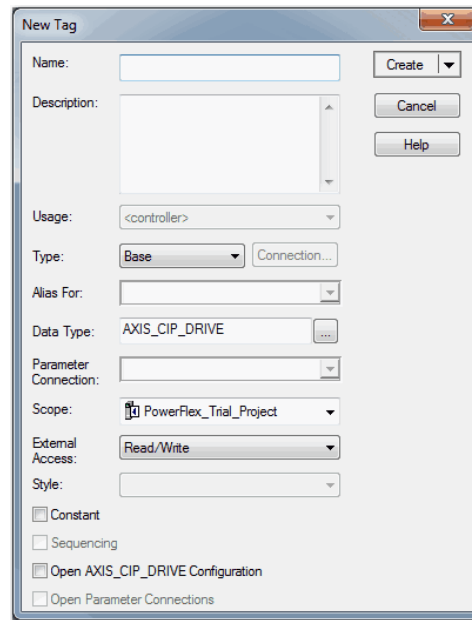 New Tag
Name:
Create
Description:
Cancel
Help
Usage:
<controller>
Type:
Base
Connection...
Alias For:
Data Type:
AXIS_CIP_DRIVE
...
Parameter
Connection:
Scope:
PowerFlex_Trial_Project
External
Access:
Read/Write
Style:
Constant
Sequencing
Open AXIS_CIP_DRIVE Configuration
Open Parameter Connections